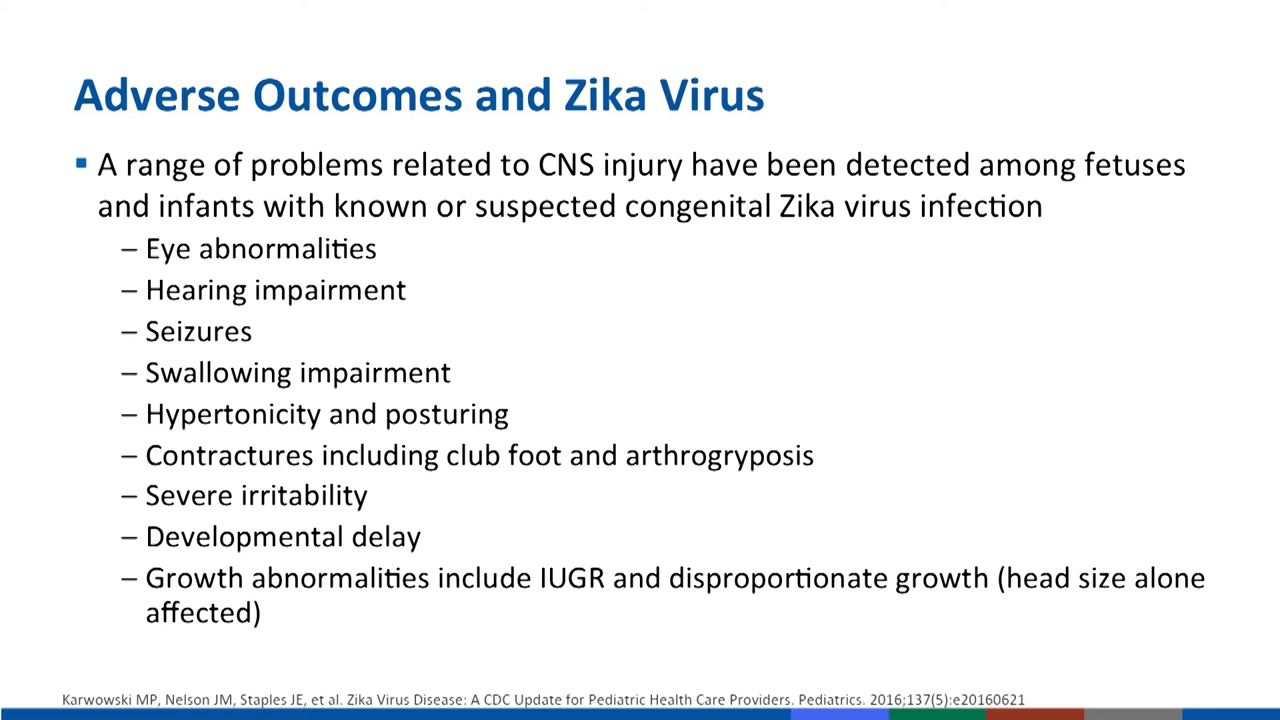 Adverse Outcomes and Zika Virus
▪ A range of problems related to CNS injury have been detected among fetuses
and infants with known or suspected congenital Zika virus infection
– Eye abnormalities
– Hearing impairment
– Seizures
– Swallowing impairment
– Hypertonicity and posturing
– Contractures including club foot and arthrogryposis
– Severe irritability
– Developmental delay
– Growth abnormalities include IUGR and disproportionate growth (head size alone
affected)
Karwowski MP, Nelson JM, Staples JE, et al. Zika Virus Disease: A CDC Update for Pediatric Health Care Providers. Pediatrics. 2016;137(5):e20160621